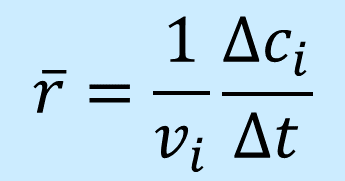 r̄ = 1/vᵢ Δcᵢ/Δt